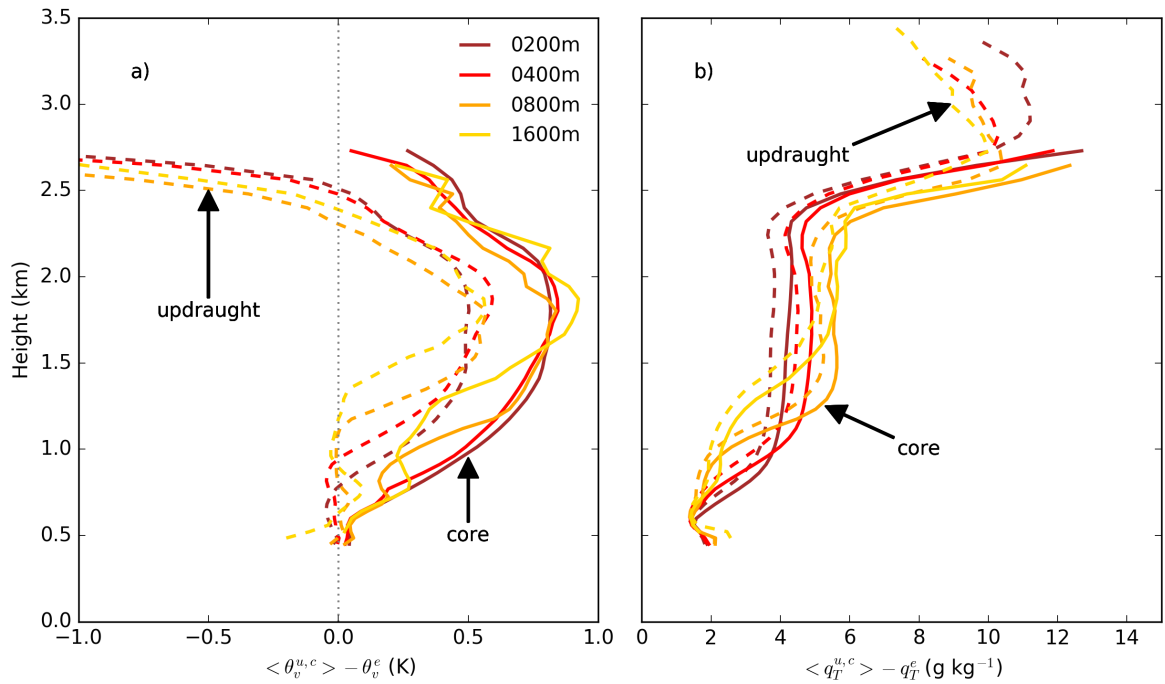 a)
0200m
0400m
0800m
1600m
updraught
core
Height (km)
3.5
3.0
2.5
2.0
1.5
1.0
0.5
0.0
−1.0 −0.5 0.0 0.5 1.0
< θ_v^{u,c} > − θ_v^e (K)
b)
updraught
core
0 2 4 6 8 10 12 14
< q_T^{u,c} > − q_T^e (g kg⁻¹)